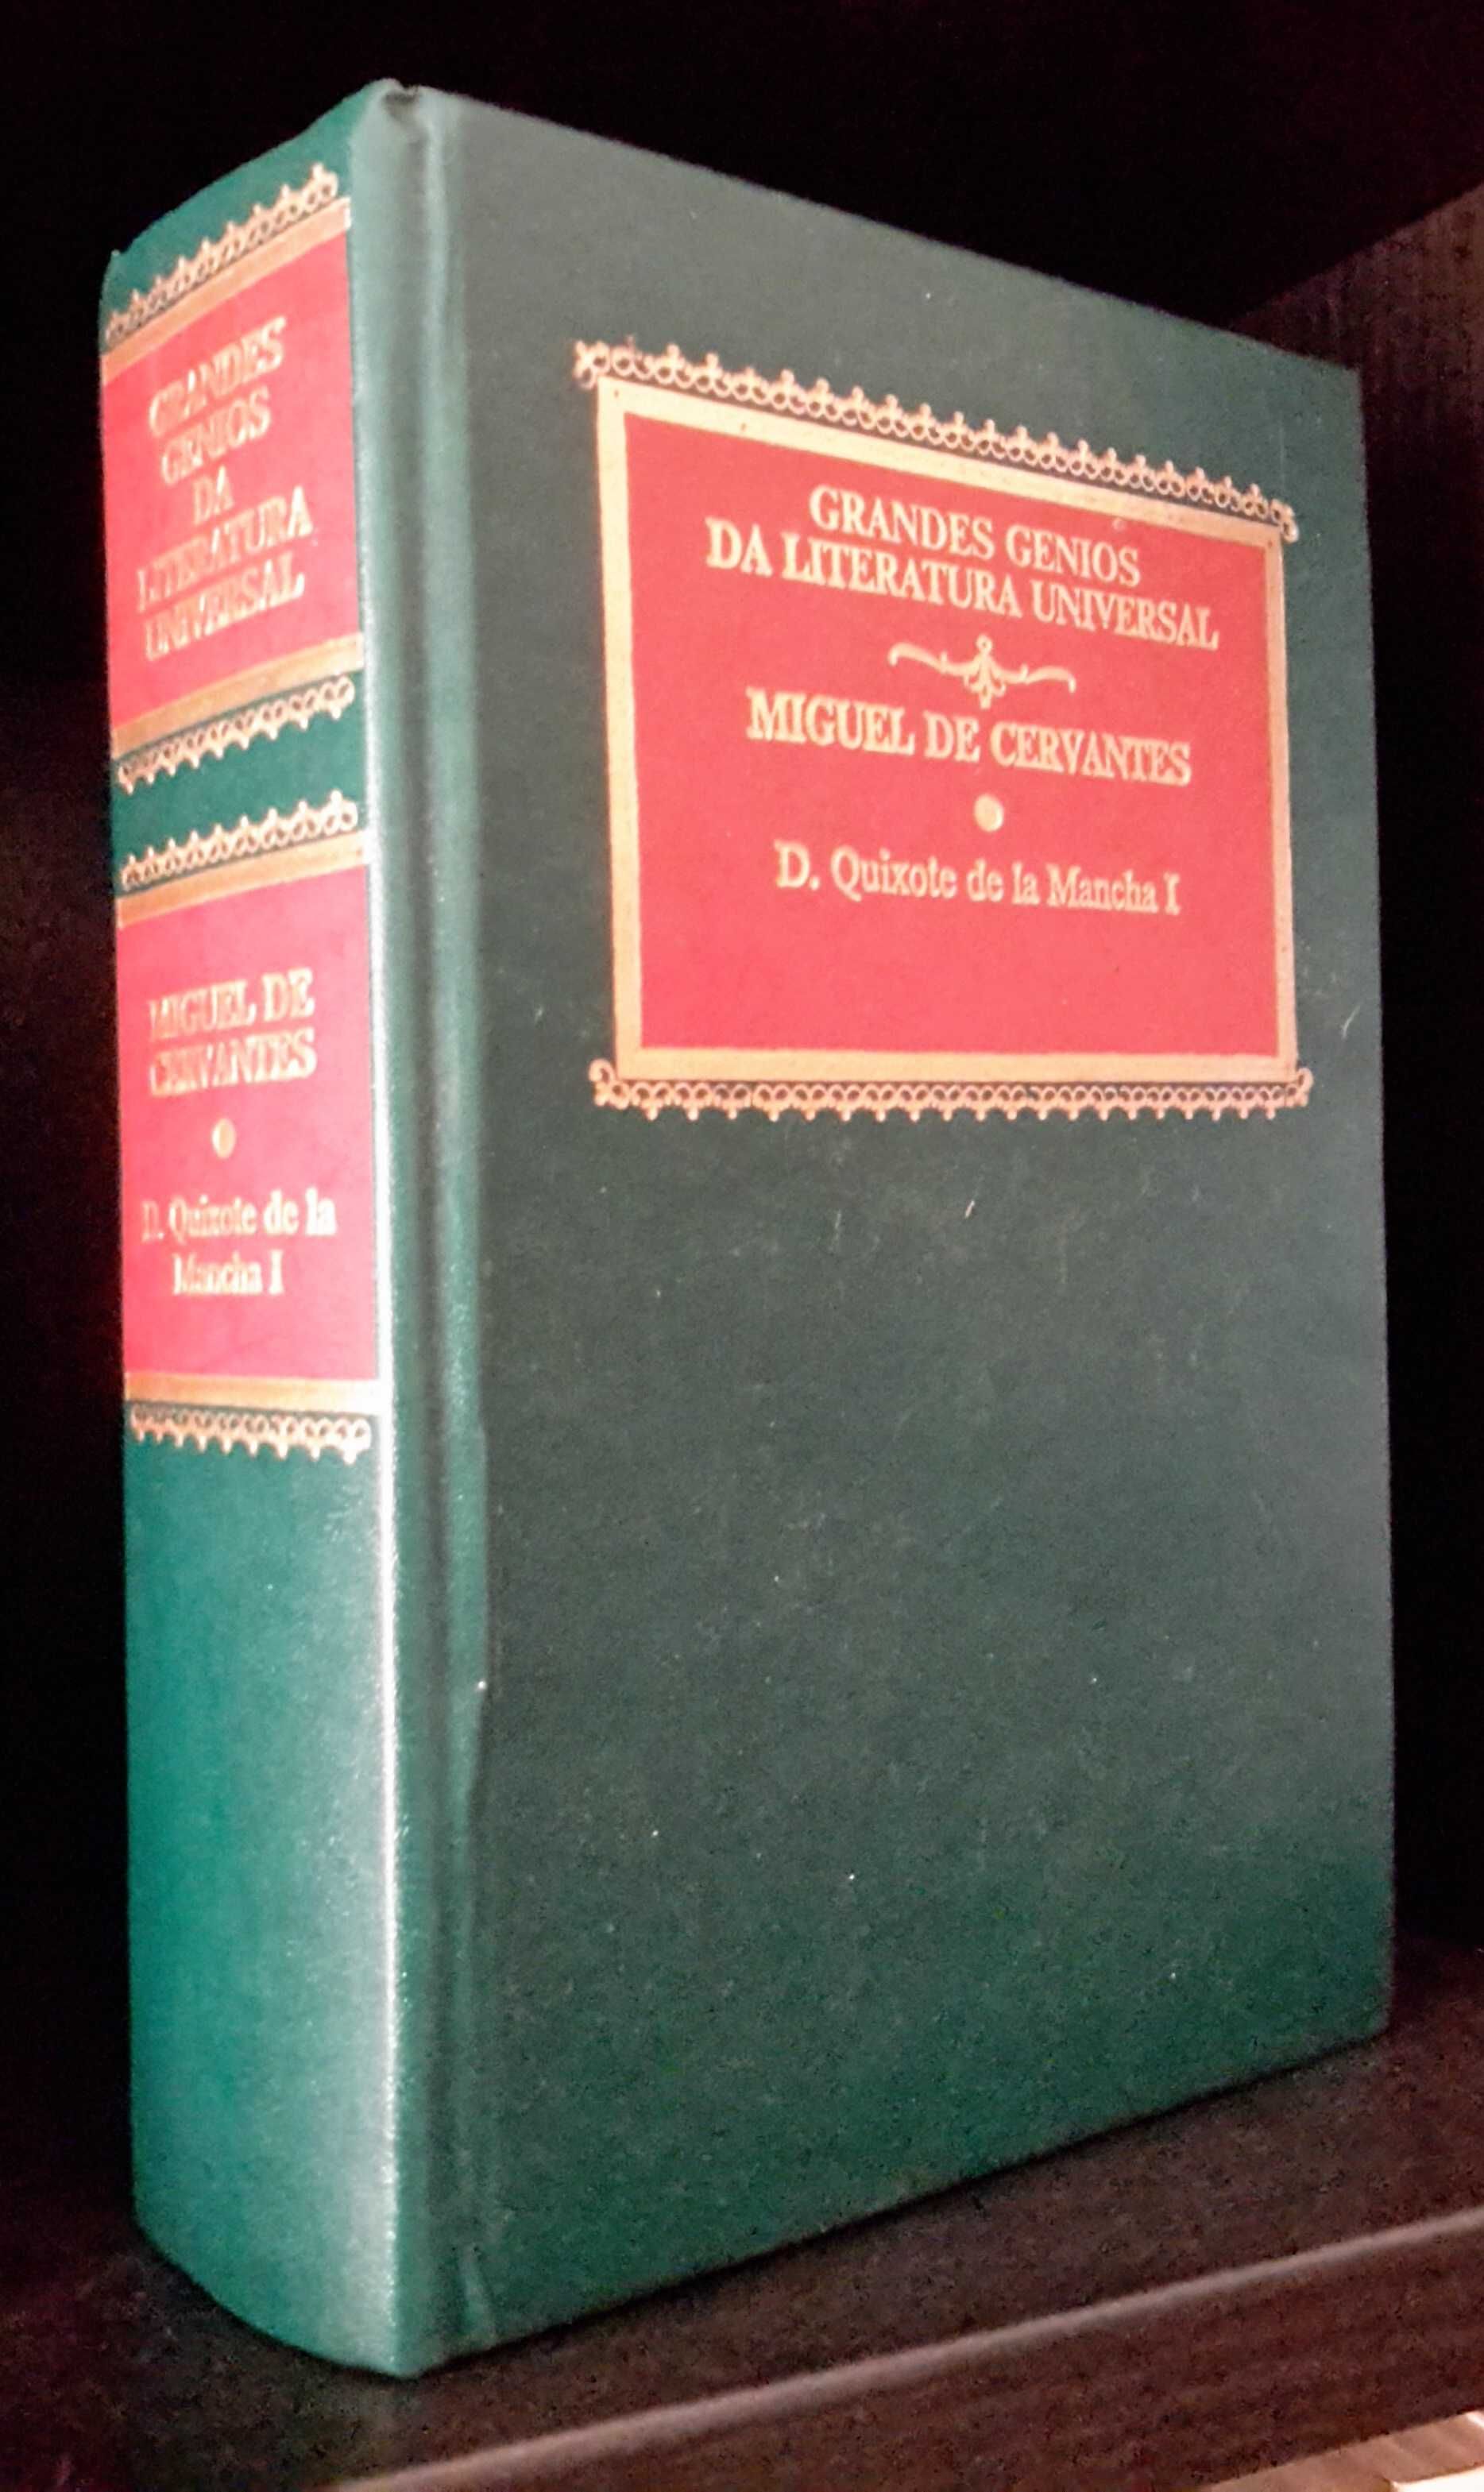 GRANDES
GENIOS
DA
LITERATURA
UNIVERSAL
MIGUEL DE
CERVANTES
D. Quixote de la
Mancha I
GRANDES GENIOS
DA LITERATURA UNIVERSAL
MIGUEL DE CERVANTES
D. Quixote de la Mancha I